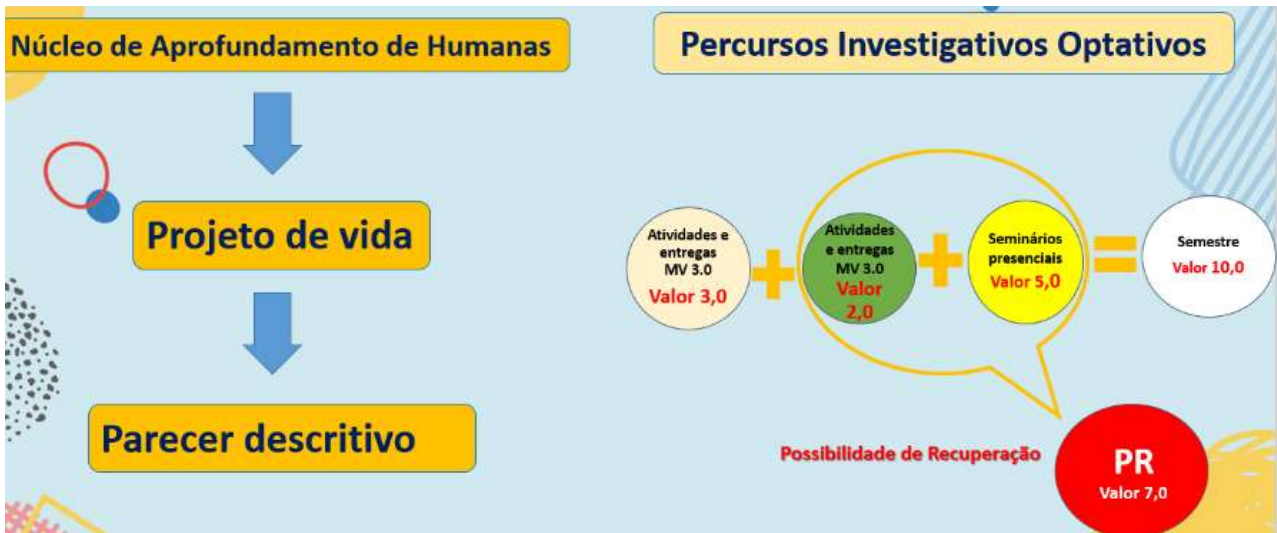 Núcleo de Aprofundamento de Humanas
Projeto de vida
Parecer descritivo
Percursos Investigativos Optativos
Atividades e
entregas
MV 3.0
Valor 3,0
+
Atividades
e entregas
MV 3.0
Valor
2,0
+
Seminários
presenciais
Valor 5,0
=
Semestre
Valor 10,0
Possibilidade de Recuperação
PR
Valor 7,0